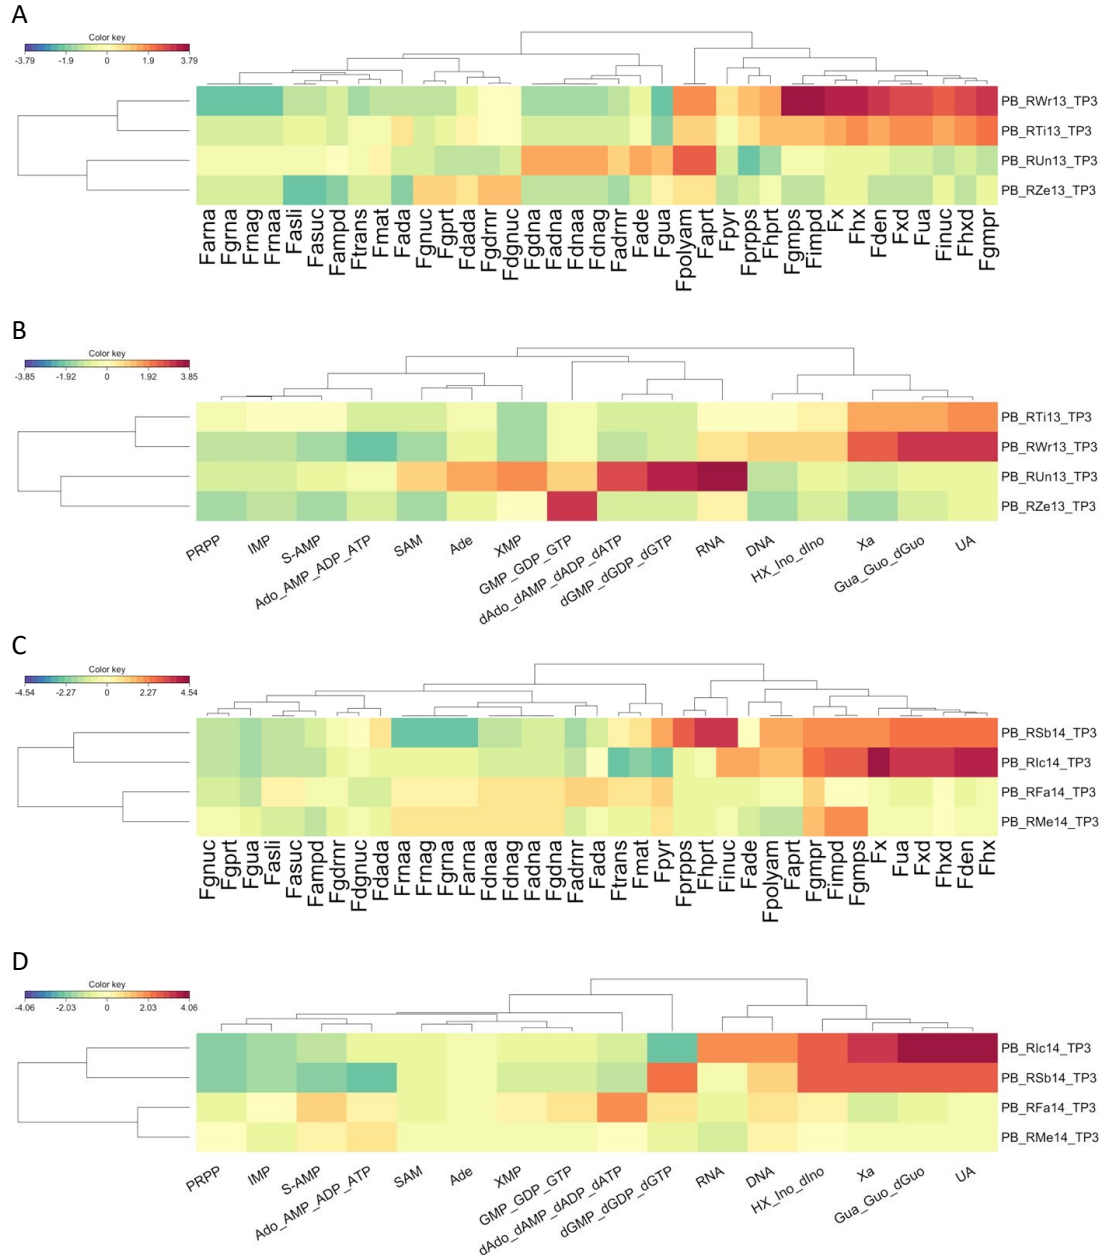 A
Color key
-3.79 -1.9 0 1.9 3.79
PB_RWr13_TP3
PB_RTi13_TP3
PB_RUn13_TP3
PB_RZe13_TP3
Farna Fgrna Frnag Frnaa Fasli Fasuc Fampd Ftrans Fmat Fada Fgnuc Fgprt Fdada Fgdrnr Fdgnuc Fgdna Fadna Fdnaa Fdnag Fadrnr Fade Fgua Fpolyam Faprt Fpyr Fprpps Fhprt Fgmps Fimpd Fx Fhx Fden Fxd Fua Finuc Fhxd Fgmpr
B
Color key
-3.85 -1.92 0 1.92 3.85
PB_RTi13_TP3
PB_RWr13_TP3
PB_RUn13_TP3
PB_RZe13_TP3
PRPP IMP S-AMP Ado_AMP_ADP_ATP SAM Ade XMP GMP_GDP_GTP dAdo_dAMP_dADP_dATP dGMP_dGDP_dGTP RNA DNA HX_Ino_dIno Xa Gua_Guo_dGuo UA
C
Color key
-4.54 -2.27 0 2.27 4.54
PB_RSb14_TP3
PB_RIc14_TP3
PB_RFa14_TP3
PB_RMe14_TP3
Fgnuc Fgprt Fgua Fasli Fasuc Fampd Fgdrnr Fdgnuc Fdada Frnaa Frnag Fgrna Farna Fdnaa Fdnag Fadna Fgdna Fadrnr Fada Ftrans Fmat Fpyr Fprpps Fhprt Finuc Fade Fpolyam Faprt Fgmpr Fimpd Fgmps Fx Fua Fxd Fhxd Fden Fhx
D
Color key
-4.06 -2.03 0 2.03 4.06
PB_RIc14_TP3
PB_RSb14_TP3
PB_RFa14_TP3
PB_RMe14_TP3
PRPP IMP S-AMP Ado_AMP_ADP_ATP SAM Ade XMP GMP_GDP_GTP dAdo_dAMP_dADP_dATP dGMP_dGDP_dGTP RNA DNA HX_Ino_dIno Xa Gua_Guo_dGuo UA